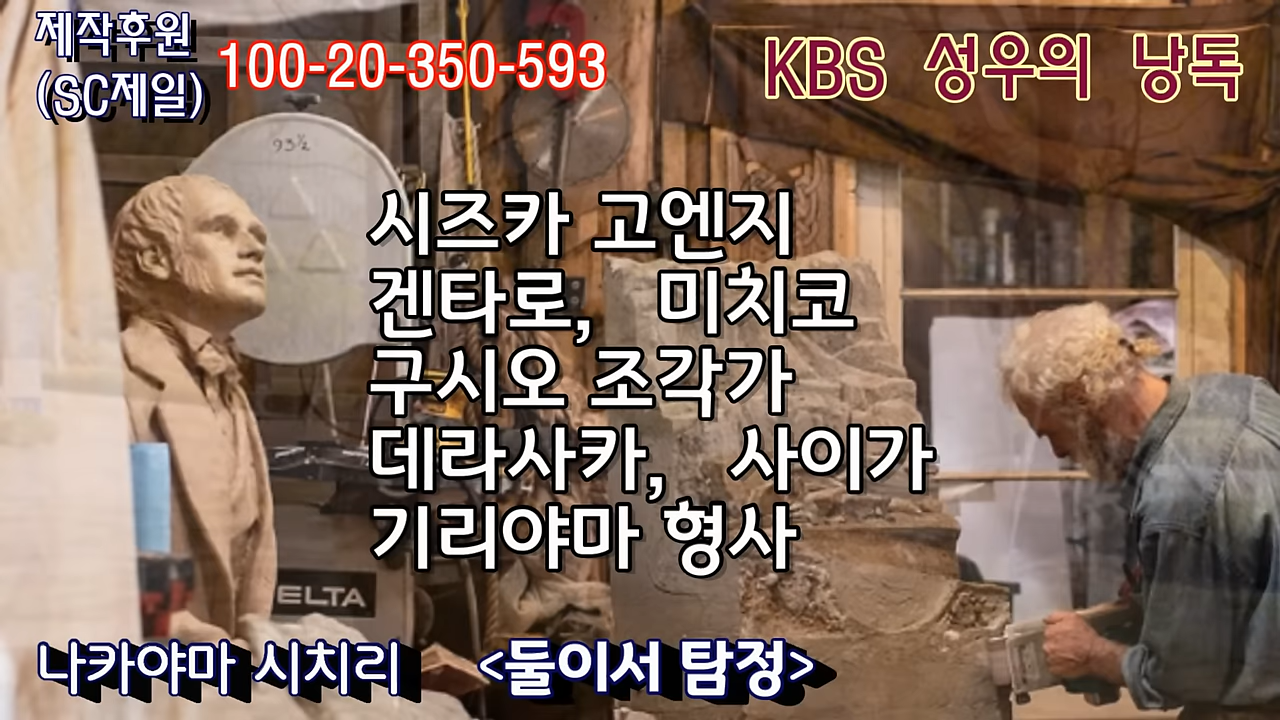 제작후원
(SC제일)
100-20-350-593
KBS 성우의 낭독
93½
시즈카 고엔지
겐타로, 미치코
구시오 조각가
데라사카, 사이가
기리야마 형사
ELTA
나카야마 시치리 <둘이서 탐정>